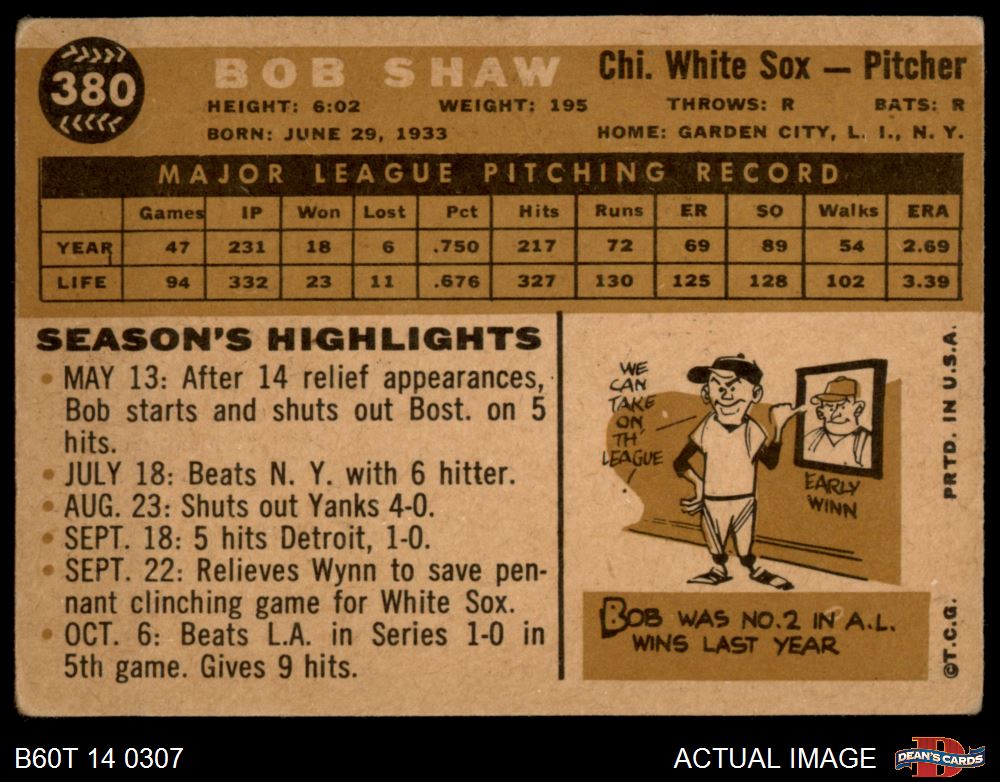 380
BOB SHAW
Chi. White Sox — Pitcher
HEIGHT: 6:02 WEIGHT: 195 THROWS: R BATS: R
BORN: JUNE 29, 1933 HOME: GARDEN CITY, L. I., N. Y.
MAJOR LEAGUE PITCHING RECORD
Games IP Won Lost Pct Hits Runs ER SO Walks ERA
YEAR 47 231 18 6 .750 217 72 69 89 54 2.69
LIFE 94 332 23 11 .676 327 130 125 128 102 3.39
SEASON'S HIGHLIGHTS
• MAY 13: After 14 relief appearances,
Bob starts and shuts out Bost. on 5
hits.
• JULY 18: Beats N. Y. with 6 hitter.
• AUG. 23: Shuts out Yanks 4-0.
• SEPT. 18: 5 hits Detroit, 1-0.
• SEPT. 22: Relieves Wynn to save pen-
nant clinching game for White Sox.
• OCT. 6: Beats L.A. in Series 1-0 in
5th game. Gives 9 hits.
WE
CAN
TAKE
ON
TH'
LEAGUE
EARLY
WINN
BOB WAS NO.2 IN A.L.
WINS LAST YEAR
PRTD. IN U.S.A.
©T.C.G.
B60T 14 0307
ACTUAL IMAGE
D
DEAN'S CARDS